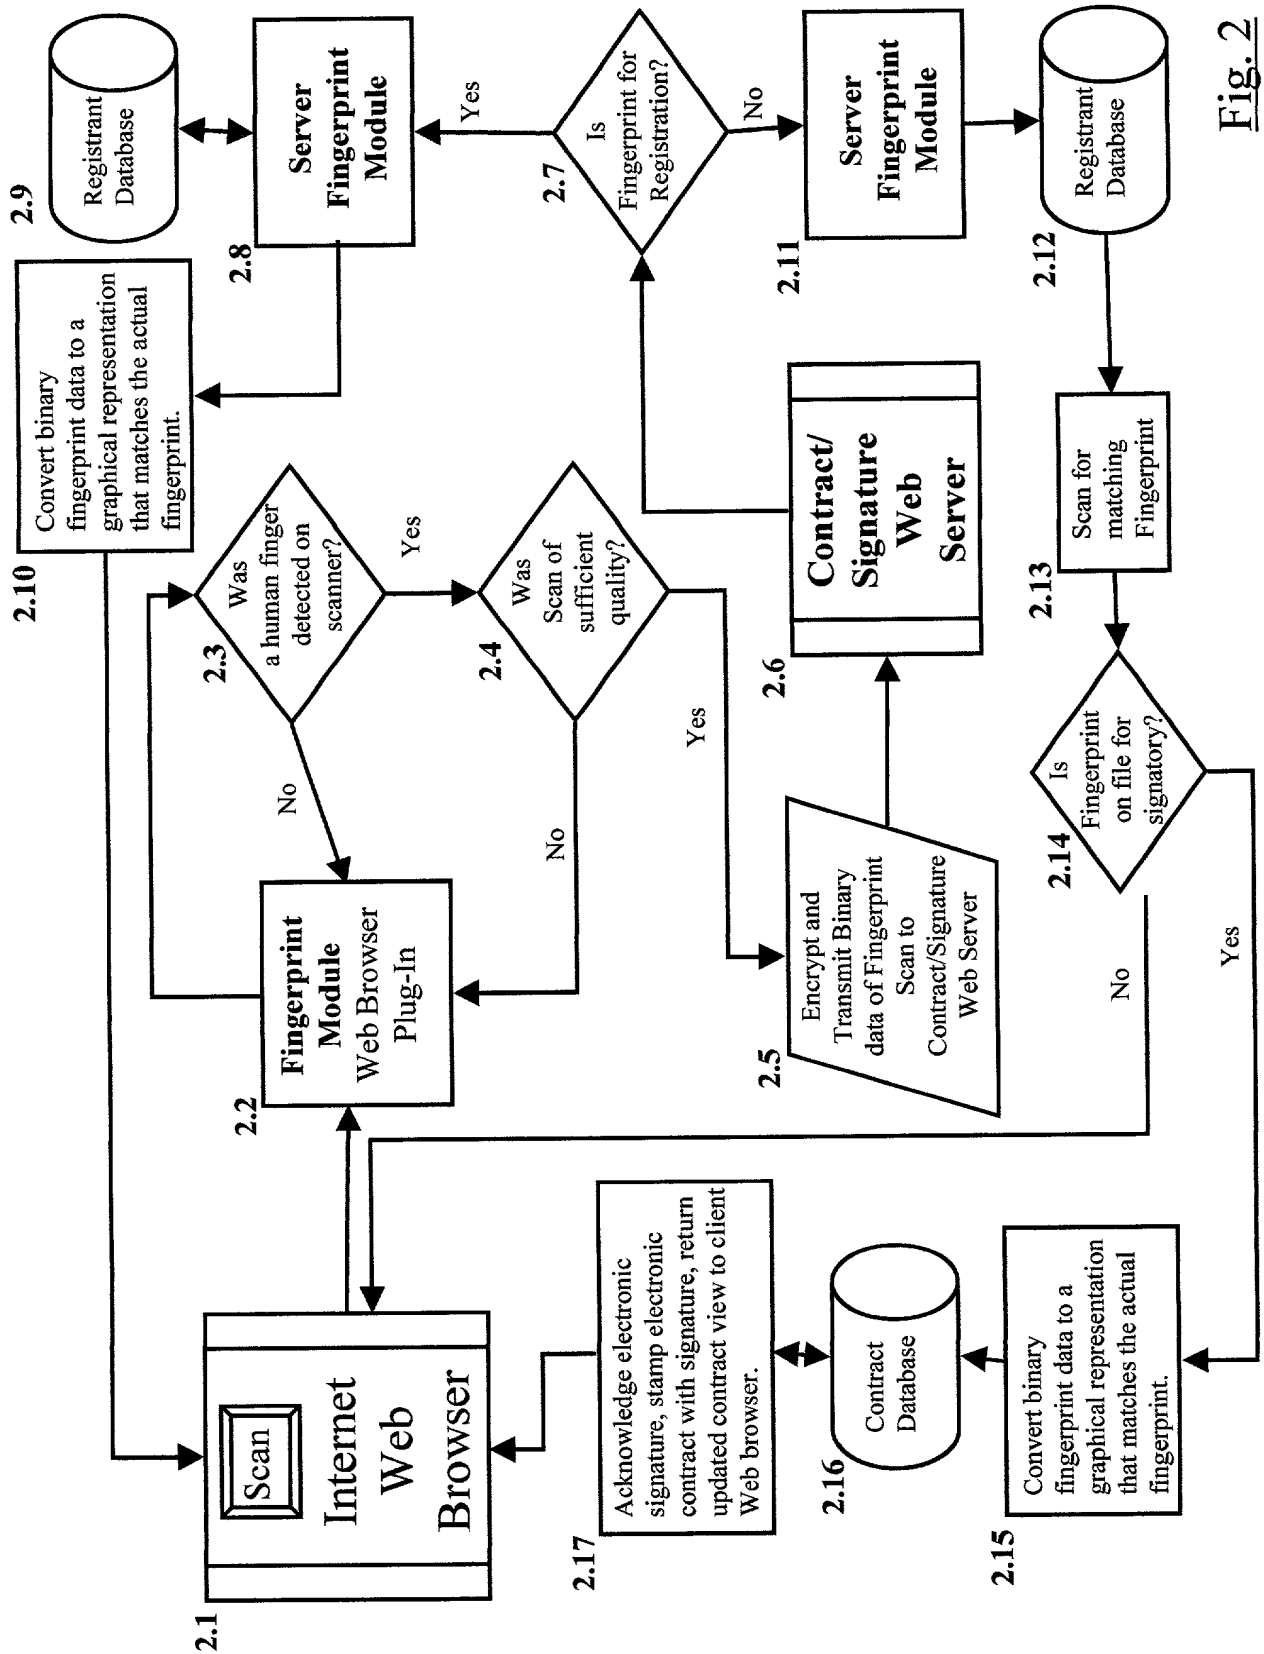 2.1
Scan
Internet
Web
Browser
2.2
Fingerprint
Module
Web Browser
Plug-In
2.3
Was
a human finger
detected on
scanner?
No
Yes
2.4
Was
Scan of
sufficient
quality?
No
Yes
2.5
Encrypt and
Transmit Binary
data of Fingerprint
Scan to
Contract/Signature
Web Server
2.6
Contract/
Signature
Web
Server
2.7
Is
Fingerprint for
Registration?
Yes
No
2.8
Server
Fingerprint
Module
2.9
Registrant
Database
2.10
Convert binary
fingerprint data to a
graphical representation
that matches the actual
fingerprint.
2.11
Server
Fingerprint
Module
2.12
Registrant
Database
2.13
Scan for
matching
Fingerprint
2.14
Is
Fingerprint
on file for
signatory?
No
Yes
2.15
Convert binary
fingerprint data to a
graphical representation
that matches the actual
fingerprint.
2.16
Contract
Database
2.17
Acknowledge electronic
signature, stamp electronic
contract with signature, return
updated contract view to client
Web browser.
Fig. 2